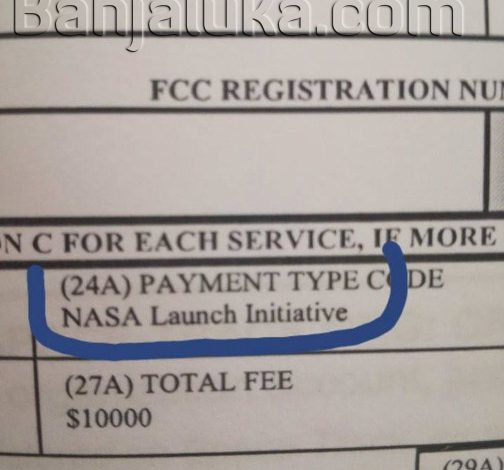 Banjaluka.com
FCC REGISTRATION
C FOR EACH SERVICE, IF MORE
(24A) PAYMENT TYPE CODE
NASA Launch Initiative
(27A) TOTAL FEE
$10000
(29A)